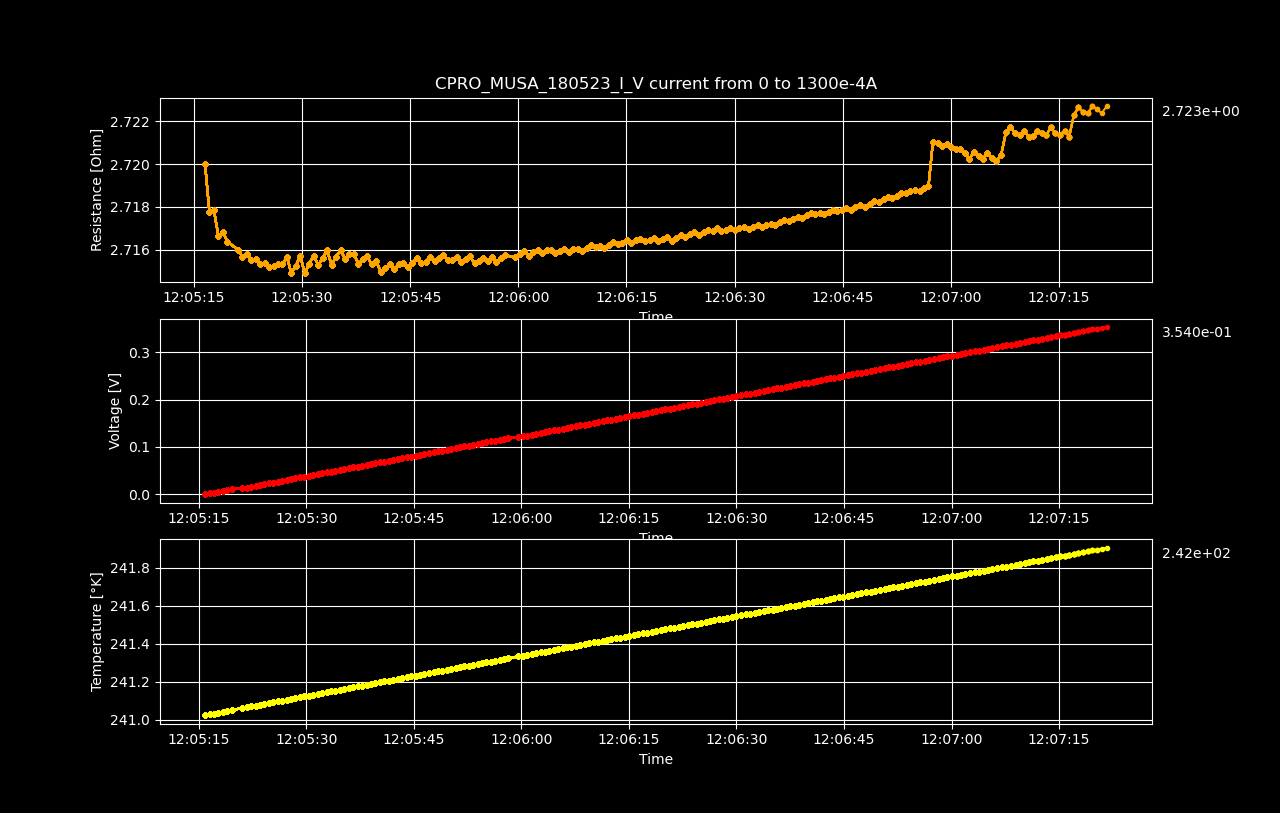 CPRO_MUSA_180523_I_V current from 0 to 1300e-4A
2.723e+00
Resistance [Ohm]
2.722
2.720
2.718
2.716
12:05:15 12:05:30 12:05:45 12:06:00 12:06:15 12:06:30 12:06:45 12:07:00 12:07:15
Time
3.540e-01
Voltage [V]
0.3
0.2
0.1
0.0
12:05:15 12:05:30 12:05:45 12:06:00 12:06:15 12:06:30 12:06:45 12:07:00 12:07:15
Time
2.42e+02
Temperature [°K]
241.8
241.6
241.4
241.2
241.0
12:05:15 12:05:30 12:05:45 12:06:00 12:06:15 12:06:30 12:06:45 12:07:00 12:07:15
Time